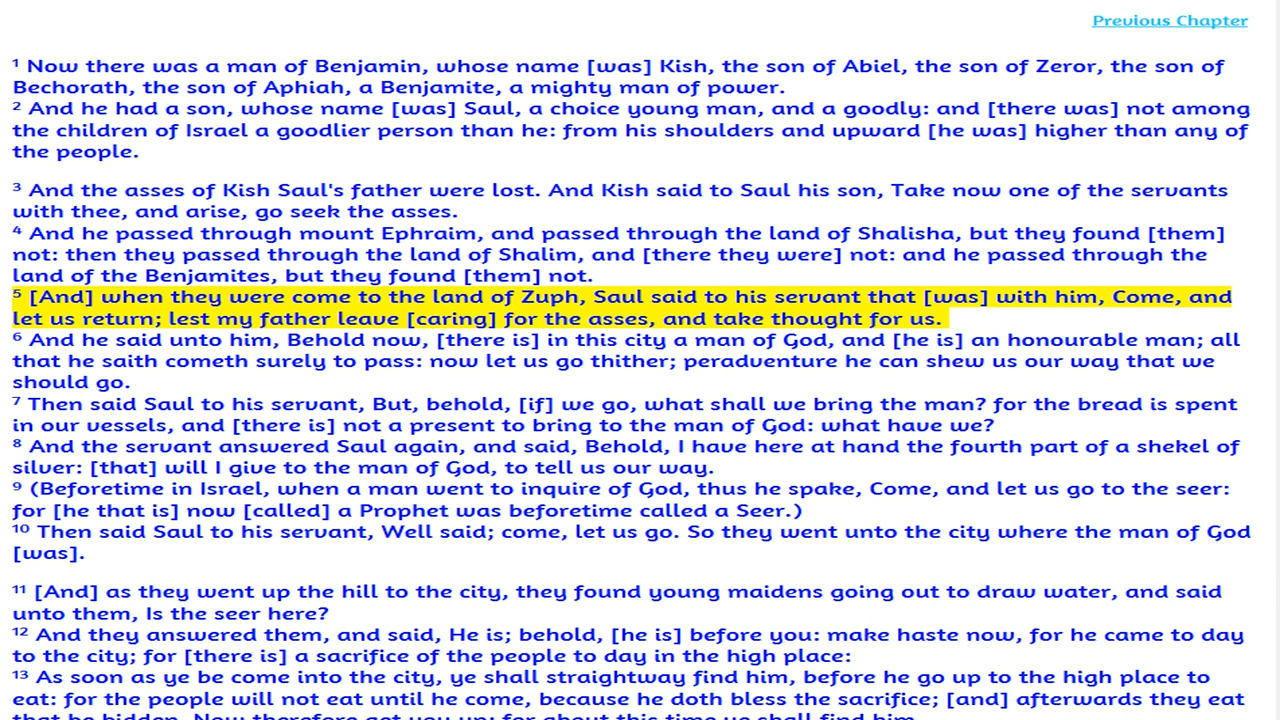 Previous Chapter
¹ Now there was a man of Benjamin, whose name [was] Kish, the son of Abiel, the son of Zeror, the son of
Bechorath, the son of Aphiah, a Benjamite, a mighty man of power.
² And he had a son, whose name [was] Saul, a choice young man, and a goodly: and [there was] not among
the children of Israel a goodlier person than he: from his shoulders and upward [he was] higher than any of
the people.
³ And the asses of Kish Saul's father were lost. And Kish said to Saul his son, Take now one of the servants
with thee, and arise, go seek the asses.
⁴ And he passed through mount Ephraim, and passed through the land of Shalisha, but they found [them]
not: then they passed through the land of Shalim, and [there they were] not: and he passed through the
land of the Benjamites, but they found [them] not.
⁵ [And] when they were come to the land of Zuph, Saul said to his servant that [was] with him, Come, and
let us return; lest my father leave [caring] for the asses, and take thought for us.
⁶ And he said unto him, Behold now, [there is] in this city a man of God, and [he is] an honourable man; all
that he saith cometh surely to pass: now let us go thither; peradventure he can shew us our way that we
should go.
⁷ Then said Saul to his servant, But, behold, [if] we go, what shall we bring the man? for the bread is spent
in our vessels, and [there is] not a present to bring to the man of God: what have we?
⁸ And the servant answered Saul again, and said, Behold, I have here at hand the fourth part of a shekel of
silver: [that] will I give to the man of God, to tell us our way.
⁹ (Beforetime in Israel, when a man went to inquire of God, thus he spake, Come, and let us go to the seer:
for [he that is] now [called] a Prophet was beforetime called a Seer.)
¹⁰ Then said Saul to his servant, Well said; come, let us go. So they went unto the city where the man of God
[was].
¹¹ [And] as they went up the hill to the city, they found young maidens going out to draw water, and said
unto them, Is the seer here?
¹² And they answered them, and said, He is; behold, [he is] before you: make haste now, for he came to day
to the city; for [there is] a sacrifice of the people to day in the high place:
¹³ As soon as ye be come into the city, ye shall straightway find him, before he go up to the high place to
eat: for the people will not eat until he come, because he doth bless the sacrifice; [and] afterwards they eat
that be bidden. Now therefore get you up; for about this time ye shall find him.